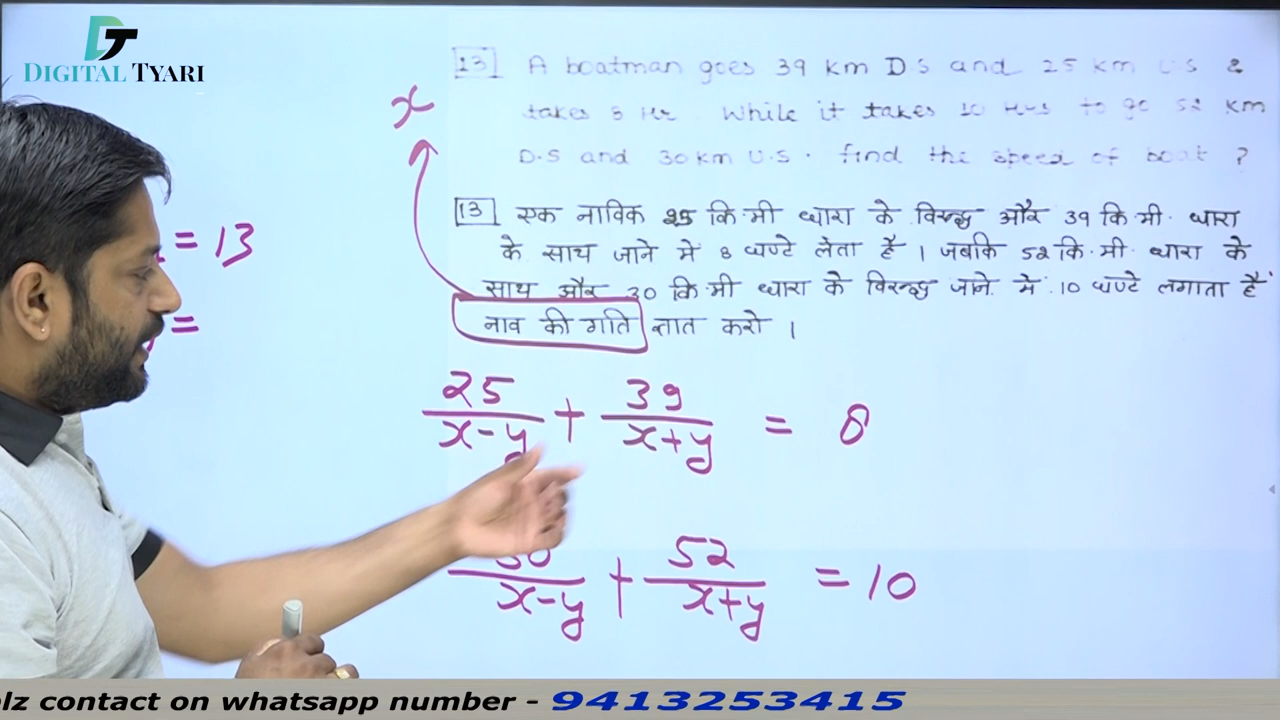 DIGITAL TYARI
13 A boatman goes 39 km D S and 25 km U S &
takes 8 Hr While it takes 10 Hrs to go 52 km
D.S and 30 km U.S. find the speed of boat ?
x
13 एक नाविक 25 कि.मी धारा के विरुद्ध और 39 कि.मी. धारा
के साथ जाने में 8 घण्टे लेता है । जबकि 52 कि.मी. धारा के
साथ और 30 कि.मी धारा के विरुद्ध जाने में 10 घण्टे लगाता है
नाव की गति ज्ञात करो ।
= 13
=
25/x-y + 39/x+y = 8
30/x-y + 52/x+y = 10
contact on whatsapp number - 9413253415